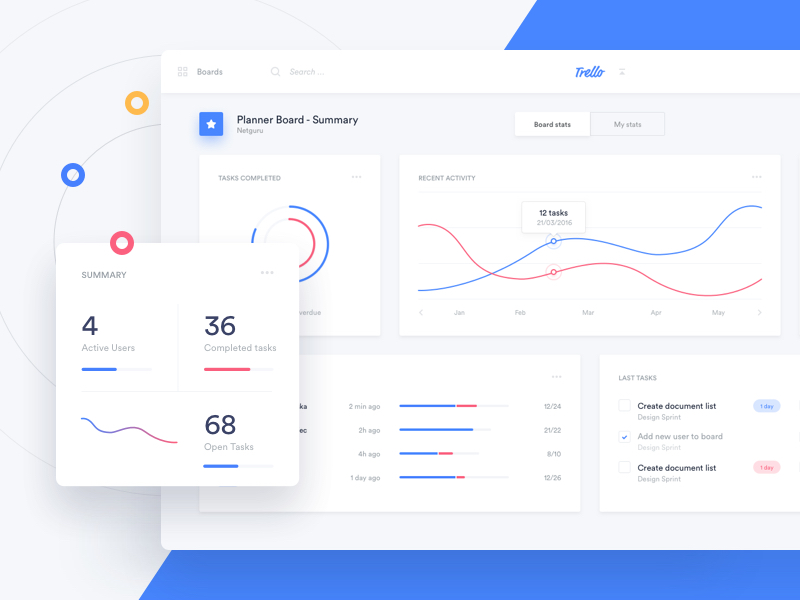 Boards
Search ...
Trello
Planner Board - Summary
Netguru
Board stats
My stats
TASKS COMPLETED
RECENT ACTIVITY
12 tasks
21/03/2016
Jan Feb Mar Apr May
SUMMARY
4
Active Users
36
Completed tasks
68
Open Tasks
2 min ago 12/24
2h ago 21/22
4h ago 8/10
1 day ago 12/26
LAST TASKS
Create document list 1 day
Design Sprint
Add new user to board
Design Sprint
Create document list 1 day
Design Sprint